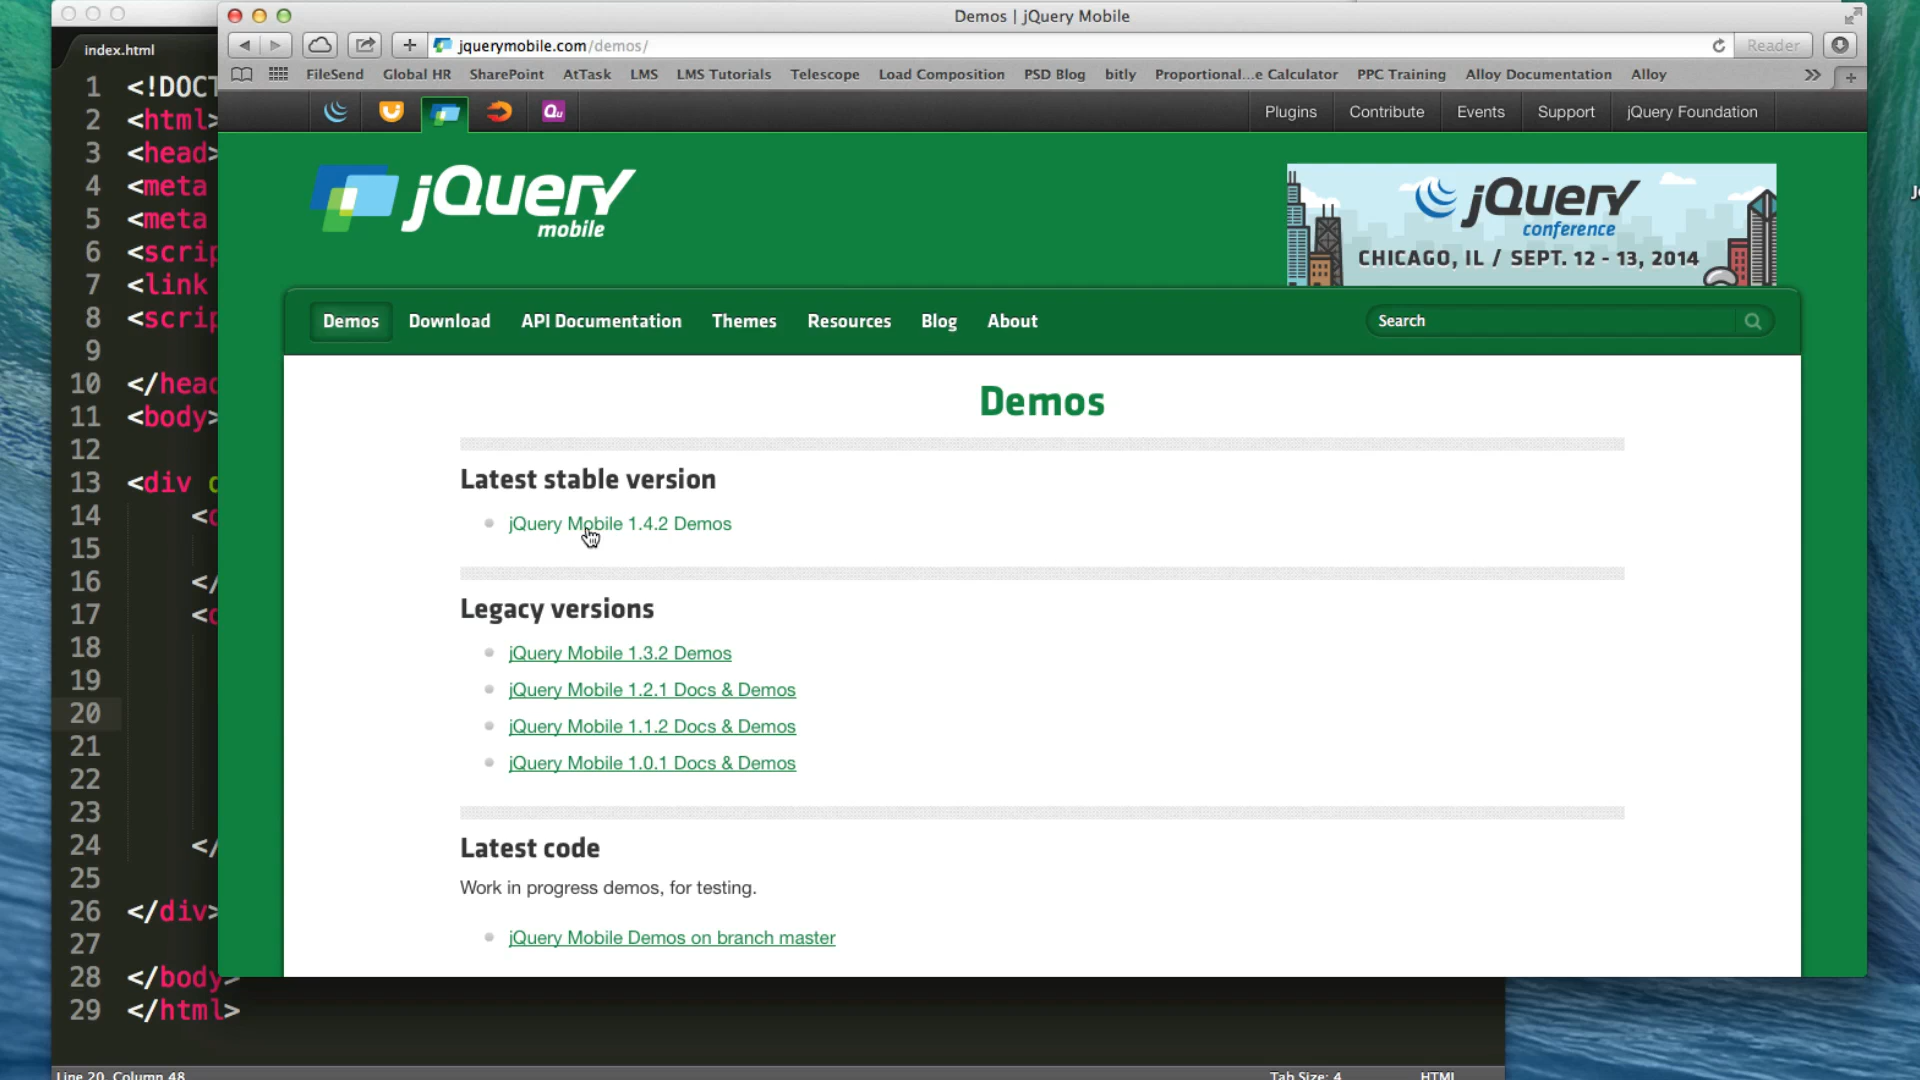 Demos | jQuery Mobile
index.html
jquerymobile.com/demos/
Reader
FileSend Global HR SharePoint AtTask LMS LMS Tutorials Telescope Load Composition PSD Blog bitly Proportional...e Calculator PPC Training Alloy Documentation Alloy
Qu
Plugins Contribute Events Support jQuery Foundation
jQuery
mobile
jQuery
conference
CHICAGO, IL / SEPT. 12 - 13, 2014
Demos Download API Documentation Themes Resources Blog About Search
Demos
Latest stable version
jQuery Mobile 1.4.2 Demos
Legacy versions
jQuery Mobile 1.3.2 Demos
jQuery Mobile 1.2.1 Docs & Demos
jQuery Mobile 1.1.2 Docs & Demos
jQuery Mobile 1.0.1 Docs & Demos
Latest code
Work in progress demos, for testing.
jQuery Mobile Demos on branch master
1 <!DOCT
2 <html>
3 <head>
4 <meta
5 <meta
6 <scrip
7 <link
8 <scrip
9
10 </head
11 <body>
12
13 <div
14 <
15
16 </
17 <
18
19
20
21
22
23
24 </
25
26 </div>
27
28 </body>
29 </html>
Line 20, Column 48
Tab Size: 4
HTML